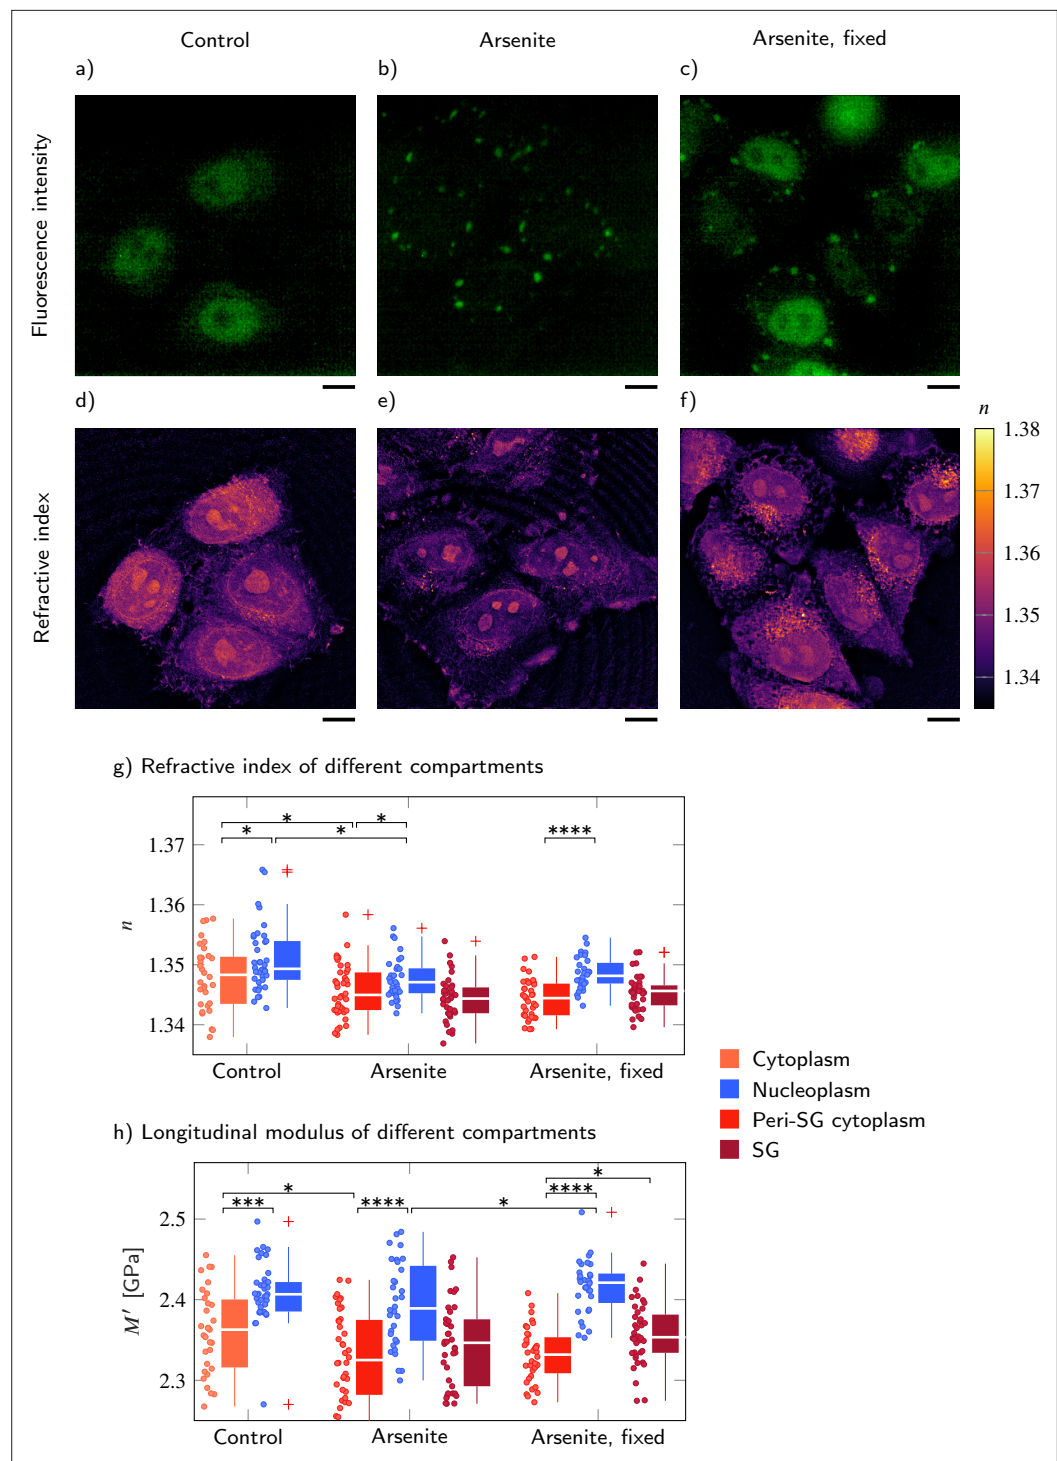 Control
Arsenite
Arsenite, fixed
a)
b)
c)
Fluorescence intensity
d)
e)
f)
Refractive index
n
1.38
1.37
1.36
1.35
1.34
g) Refractive index of different compartments
* * * *
****
1.37
1.36
1.35
1.34
n
Control
Arsenite
Arsenite, fixed
Cytoplasm
Nucleoplasm
Peri-SG cytoplasm
SG
h) Longitudinal modulus of different compartments
*** * **** * **** *
2.5
2.4
2.3
M′ [GPa]
Control
Arsenite
Arsenite, fixed